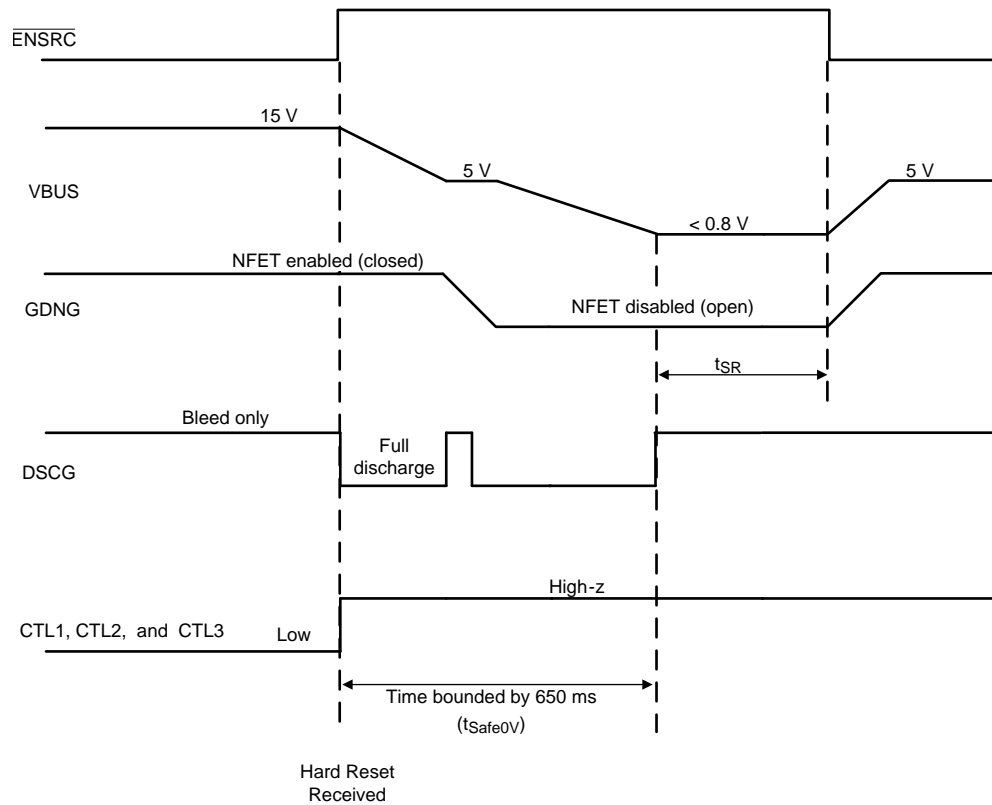 ENSRC
15 V
5 V
5 V
VBUS
< 0.8 V
NFET enabled (closed)
GDNG
NFET disabled (open)
tSR
Bleed only
Full
discharge
DSCG
High-z
CTL1, CTL2, and CTL3
Low
Time bounded by 650 ms
(tSafe0V)
Hard Reset
Received